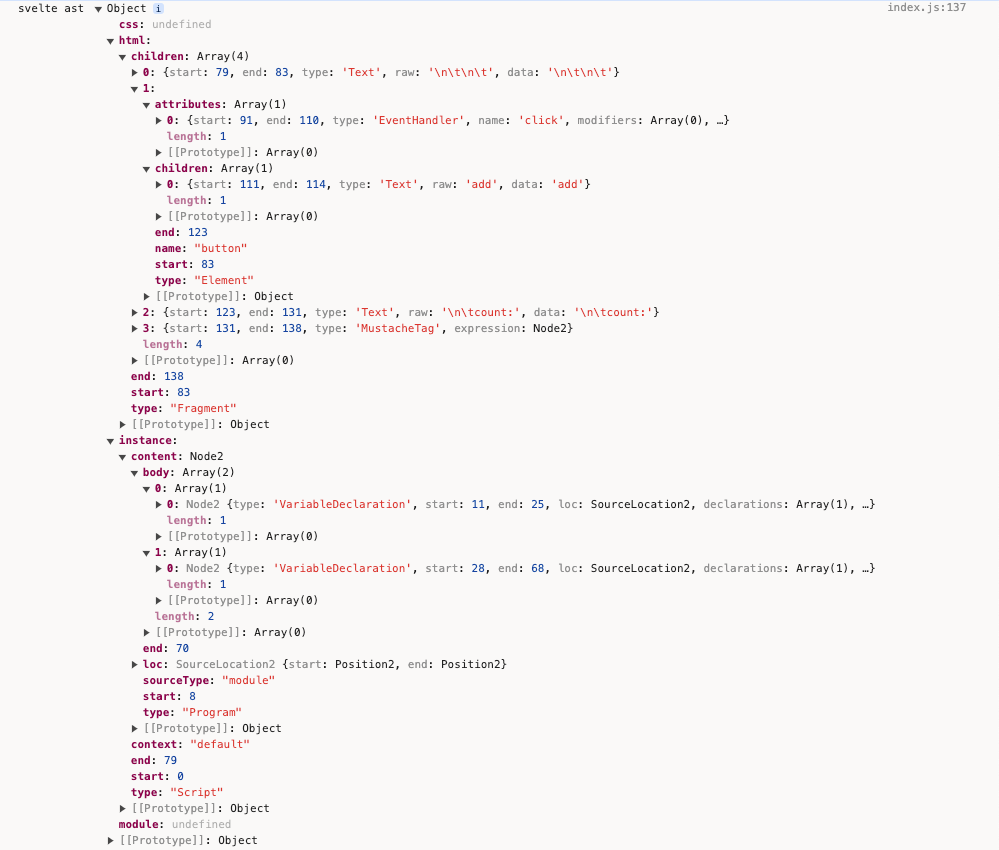 svelte ast ▼Object i index.js:137
css: undefined
▼html:
▼children: Array(4)
▶0: {start: 79, end: 83, type: 'Text', raw: '\n\t\n\t', data: '\n\t\n\t'}
▼1:
▼attributes: Array(1)
▶0: {start: 91, end: 110, type: 'EventHandler', name: 'click', modifiers: Array(0), …}
length: 1
▶[[Prototype]]: Array(0)
▼children: Array(1)
▶0: {start: 111, end: 114, type: 'Text', raw: 'add', data: 'add'}
length: 1
▶[[Prototype]]: Array(0)
end: 123
name: "button"
start: 83
type: "Element"
▶[[Prototype]]: Object
▶2: {start: 123, end: 131, type: 'Text', raw: '\n\tcount:', data: '\n\tcount:'}
▶3: {start: 131, end: 138, type: 'MustacheTag', expression: Node2}
length: 4
▶[[Prototype]]: Array(0)
end: 138
start: 83
type: "Fragment"
▶[[Prototype]]: Object
▼instance:
▼content: Node2
▼body: Array(2)
▼0: Array(1)
▶0: Node2 {type: 'VariableDeclaration', start: 11, end: 25, loc: SourceLocation2, declarations: Array(1), …}
length: 1
▶[[Prototype]]: Array(0)
▼1: Array(1)
▶0: Node2 {type: 'VariableDeclaration', start: 28, end: 68, loc: SourceLocation2, declarations: Array(1), …}
length: 1
▶[[Prototype]]: Array(0)
length: 2
▶[[Prototype]]: Array(0)
end: 70
▶loc: SourceLocation2 {start: Position2, end: Position2}
sourceType: "module"
start: 8
type: "Program"
▶[[Prototype]]: Object
context: "default"
end: 79
start: 0
type: "Script"
▶[[Prototype]]: Object
module: undefined
▶[[Prototype]]: Object